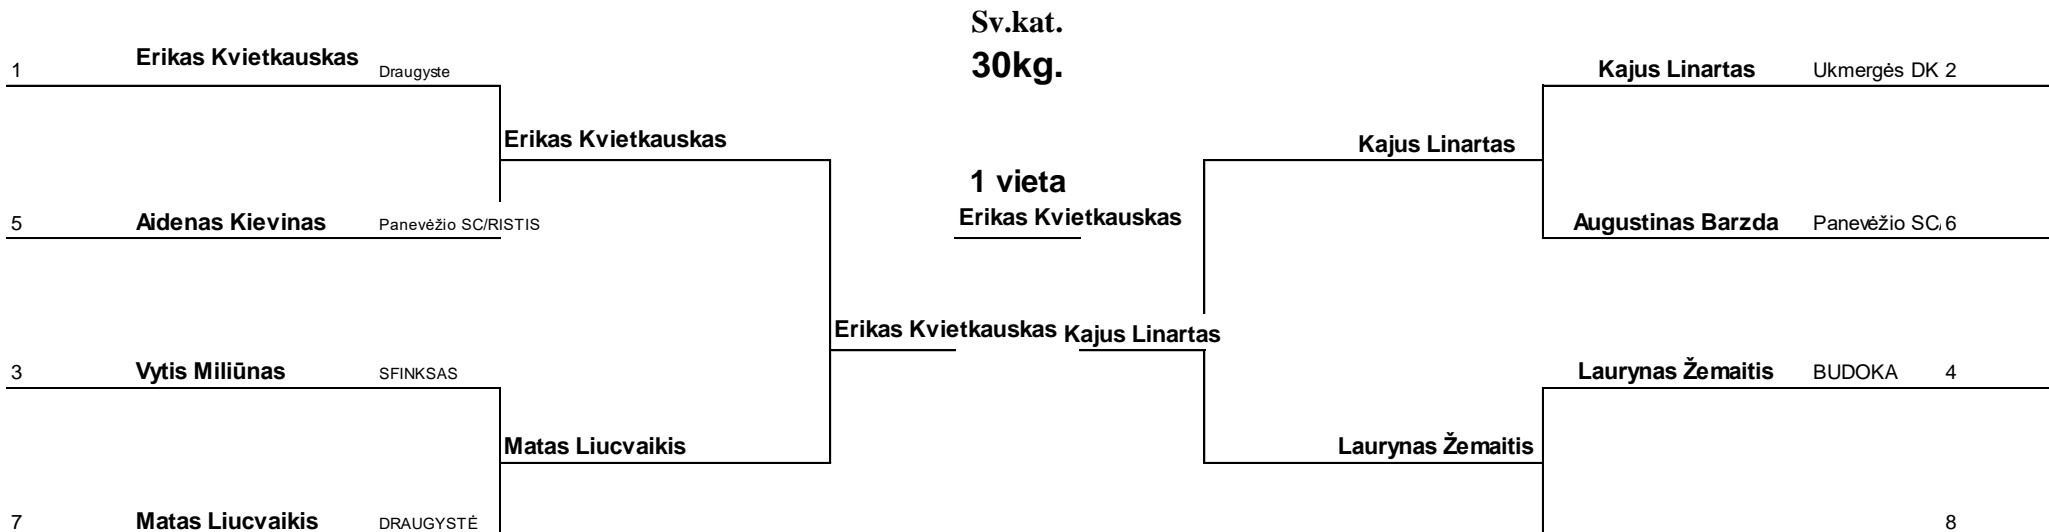 Sv.kat.
30kg.
1 Erikas Kvietkauskas Draugyste
Kajus Linartas Ukmergės DK 2
Erikas Kvietkauskas
Kajus Linartas
1 vieta
Erikas Kvietkauskas
5 Aidenas Kievinas Panevėžio SC/RISTIS
Augustinas Barzda Panevėžio SC/ 6
Erikas Kvietkauskas Kajus Linartas
3 Vytis Miliūnas SFINKSAS
Laurynas Žemaitis BUDOKA 4
Matas Liucvaikis
Laurynas Žemaitis
7 Matas Liucvaikis DRAUGYSTĖ
8